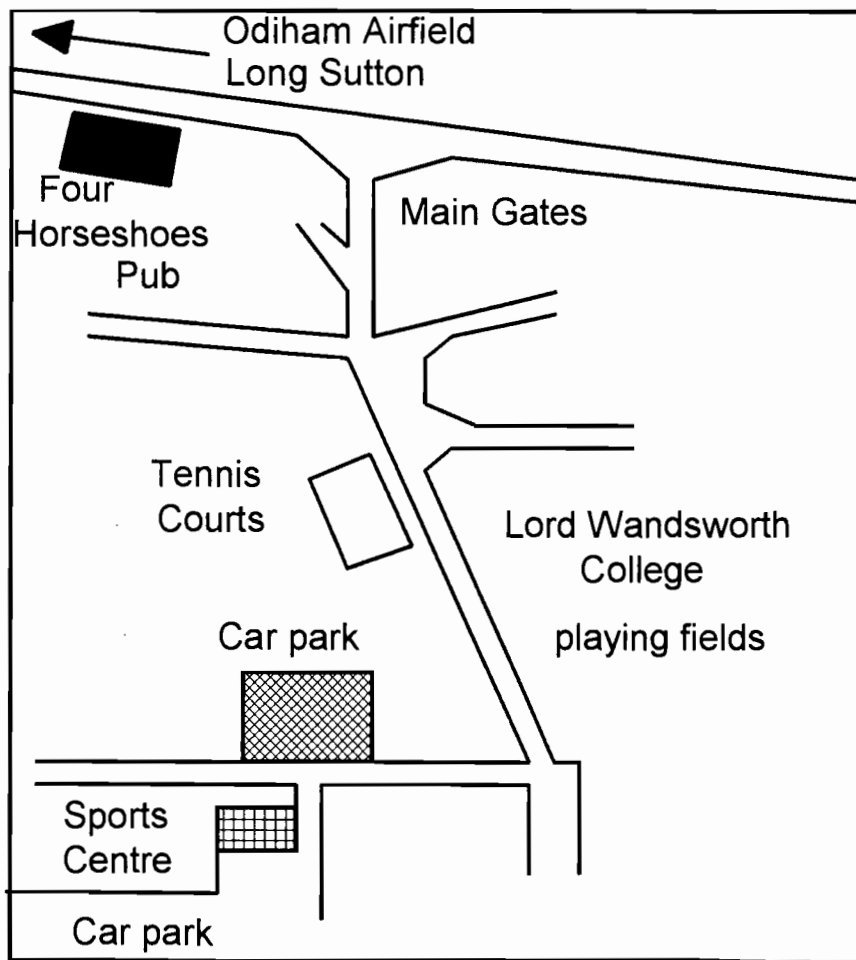 Odiham Airfield
Long Sutton
Four
Horseshoes
Pub
Main Gates
Tennis
Courts
Lord Wandsworth
College
playing fields
Car park
Sports
Centre
Car park